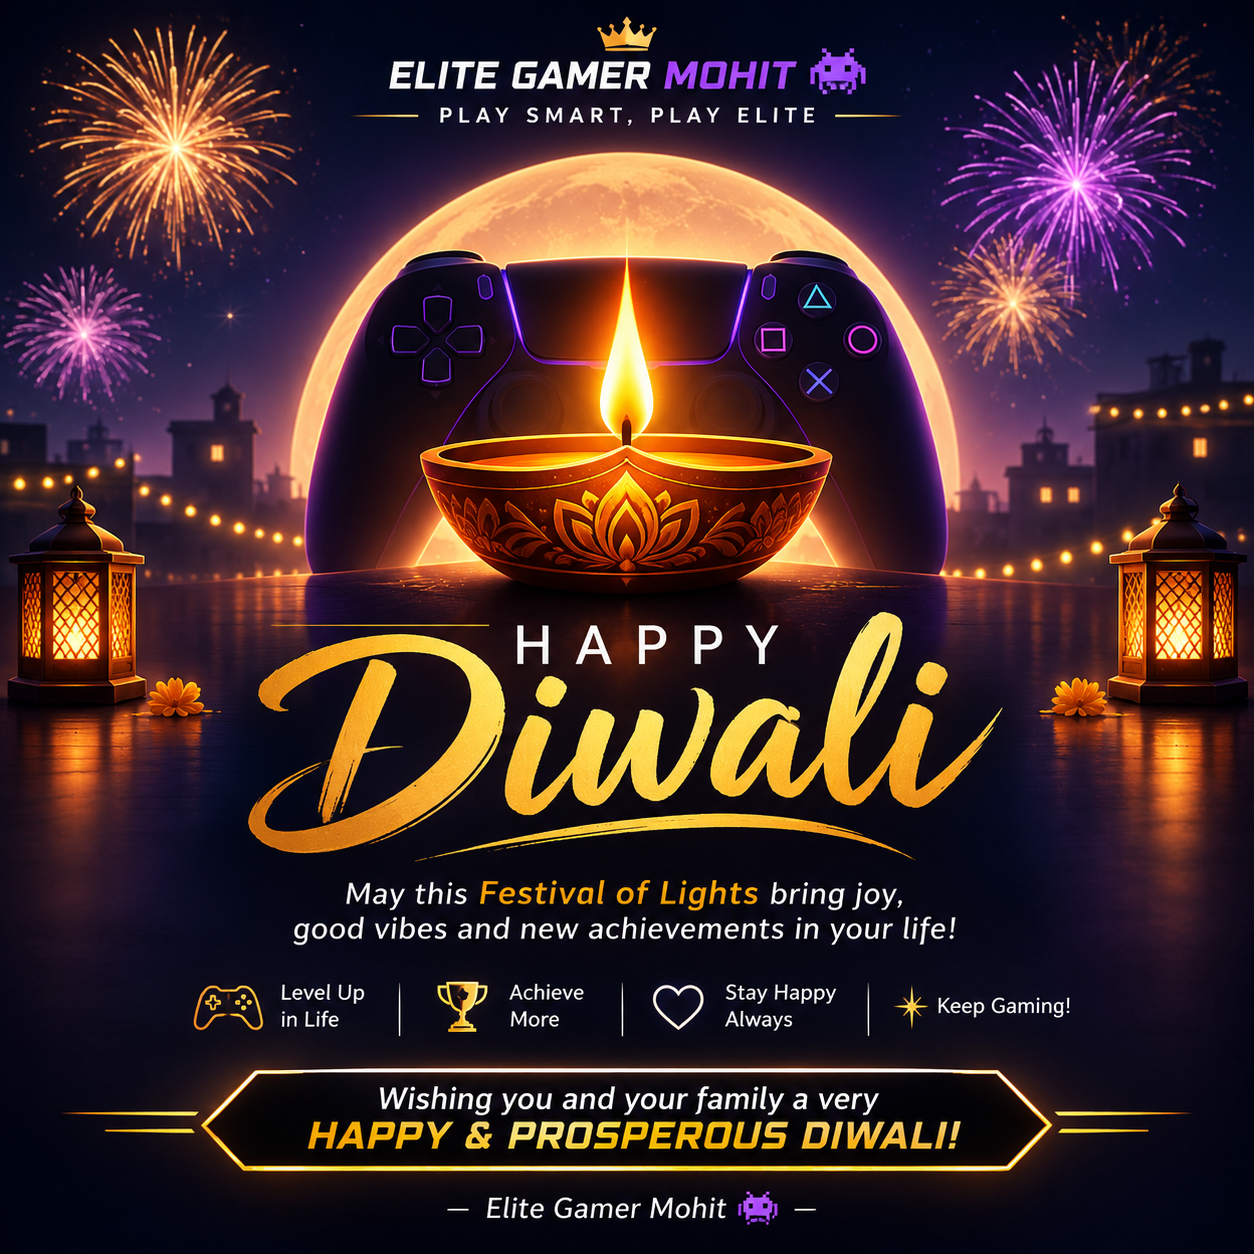 ELITE GAMER MOHIT
PLAY SMART, PLAY ELITE
HAPPY
Diwali
May this Festival of Lights bring joy,
good vibes and new achievements in your life!
Level Up
in Life
Achieve
More
Stay Happy
Always
Keep Gaming!
Wishing you and your family a very
HAPPY & PROSPEROUS DIWALI!
— Elite Gamer Mohit —